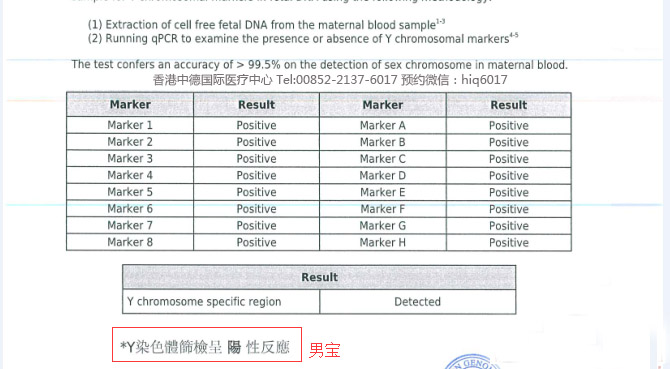 (1) Extraction of cell free fetal DNA from the maternal blood sample1-3
(2) Running qPCR to examine the presence or absence of Y chromosomal markers4-5
The test confers an accuracy of > 99.5% on the detection of sex chromosome in maternal blood.
香港中德国际医疗中心 Tel:00852-2137-6017 预约微信：hiq6017
Marker Result Marker Result
Marker 1 Positive Marker A Positive
Marker 2 Positive Marker B Positive
Marker 3 Positive Marker C Positive
Marker 4 Positive Marker D Positive
Marker 5 Positive Marker E Positive
Marker 6 Positive Marker F Positive
Marker 7 Positive Marker G Positive
Marker 8 Positive Marker H Positive
Result
Y chromosome specific region Detected
*Y染色體篩檢呈 陽 性反應 男宝